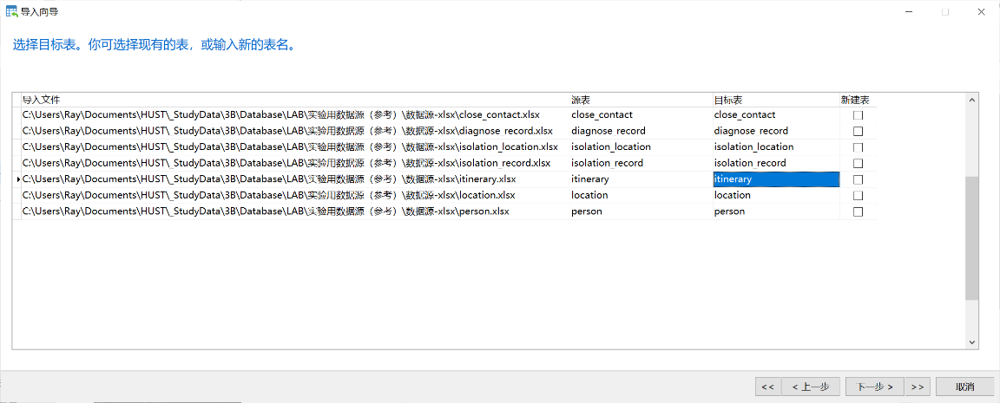 导入向导
选择目标表。你可选择现有的表，或输入新的表名。
导入文件 源表 目标表 新建表
C:\Users\Ray\Documents\HUST\_StudyData\3B\Database\LAB\实验用数据源（参考）\数据源-xlsx\close_contact.xlsx close_contact close_contact
C:\Users\Ray\Documents\HUST\_StudyData\3B\Database\LAB\实验用数据源（参考）\数据源-xlsx\diagnose_record.xlsx diagnose_record diagnose_record
C:\Users\Ray\Documents\HUST\_StudyData\3B\Database\LAB\实验用数据源（参考）\数据源-xlsx\isolation_location.xlsx isolation_location isolation_location
C:\Users\Ray\Documents\HUST\_StudyData\3B\Database\LAB\实验用数据源（参考）\数据源-xlsx\isolation_record.xlsx isolation_record isolation_record
C:\Users\Ray\Documents\HUST\_StudyData\3B\Database\LAB\实验用数据源（参考）\数据源-xlsx\itinerary.xlsx itinerary itinerary
C:\Users\Ray\Documents\HUST\_StudyData\3B\Database\LAB\实验用数据源（参考）\数据源-xlsx\location.xlsx location location
C:\Users\Ray\Documents\HUST\_StudyData\3B\Database\LAB\实验用数据源（参考）\数据源-xlsx\person.xlsx person person
<< < 上一步 下一步 > >> 取消